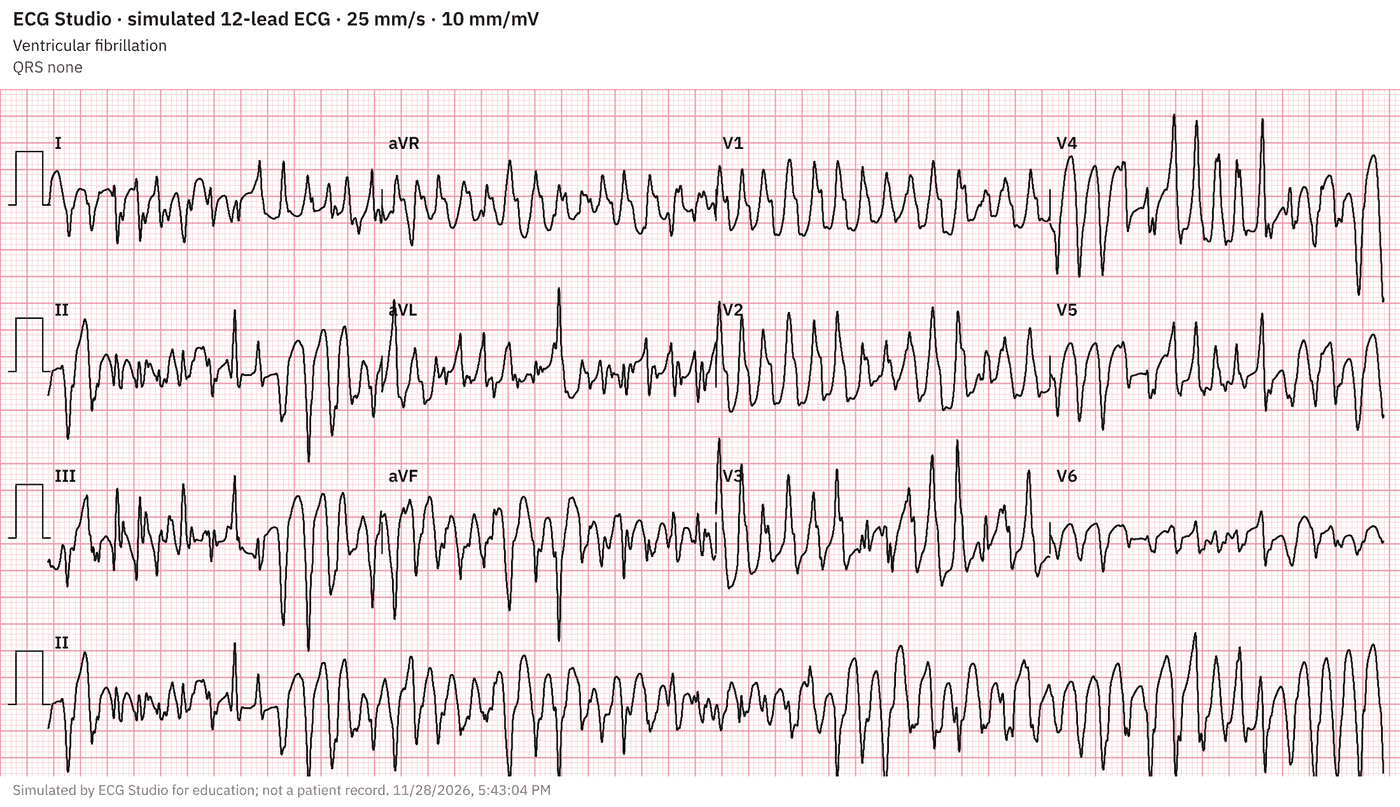 ECG Studio · simulated 12-lead ECG · 25 mm/s · 10 mm/mV
Ventricular fibrillation
QRS none
I aVR V1 V4
II aVL V2 V5
III aVF V3 V6
II
Simulated by ECG Studio for education; not a patient record. 11/28/2026, 5:43:04 PM